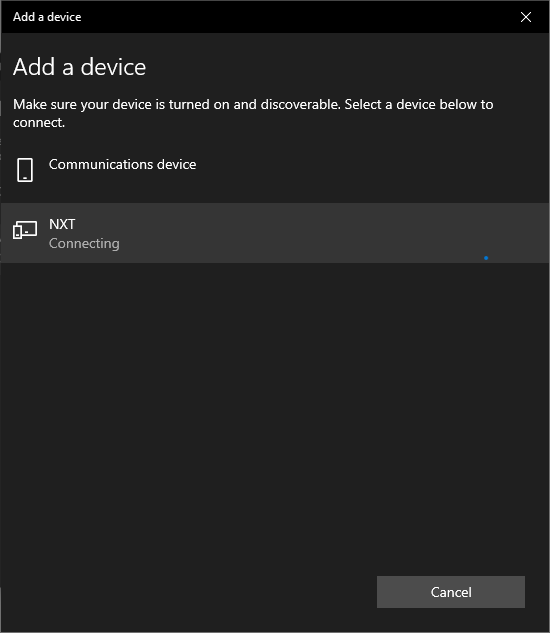 Add a device
Add a device
Make sure your device is turned on and discoverable. Select a device below to
connect.
Communications device
NXT
Connecting
Cancel